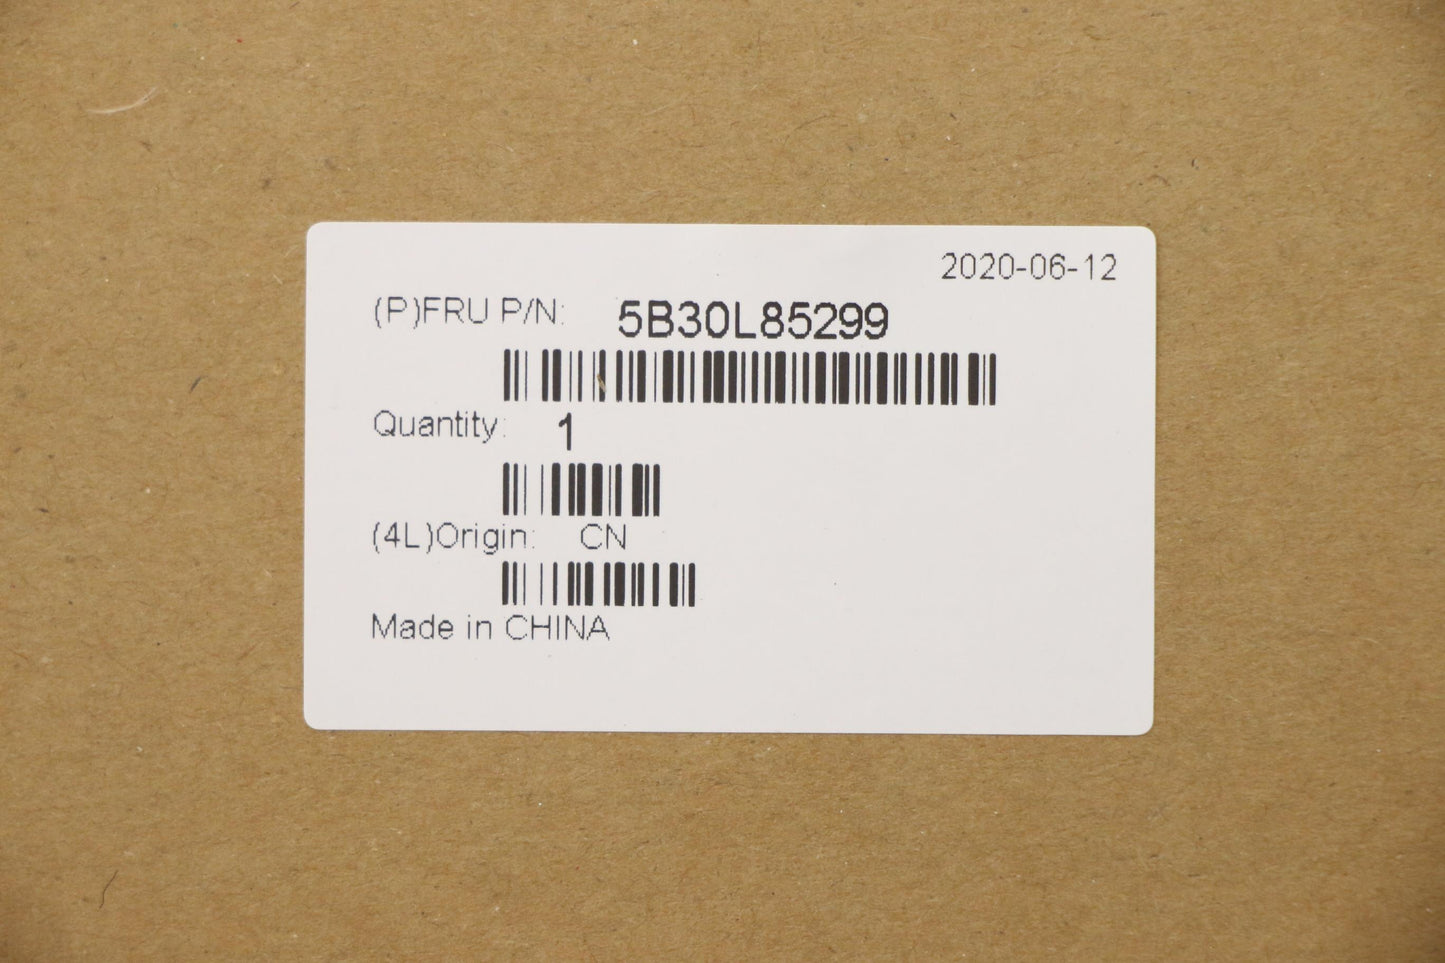 2020-06-12
(P)FRU P/N: 5B30L85299
Quantity: 1
(4L)Origin: CN
Made in CHINA